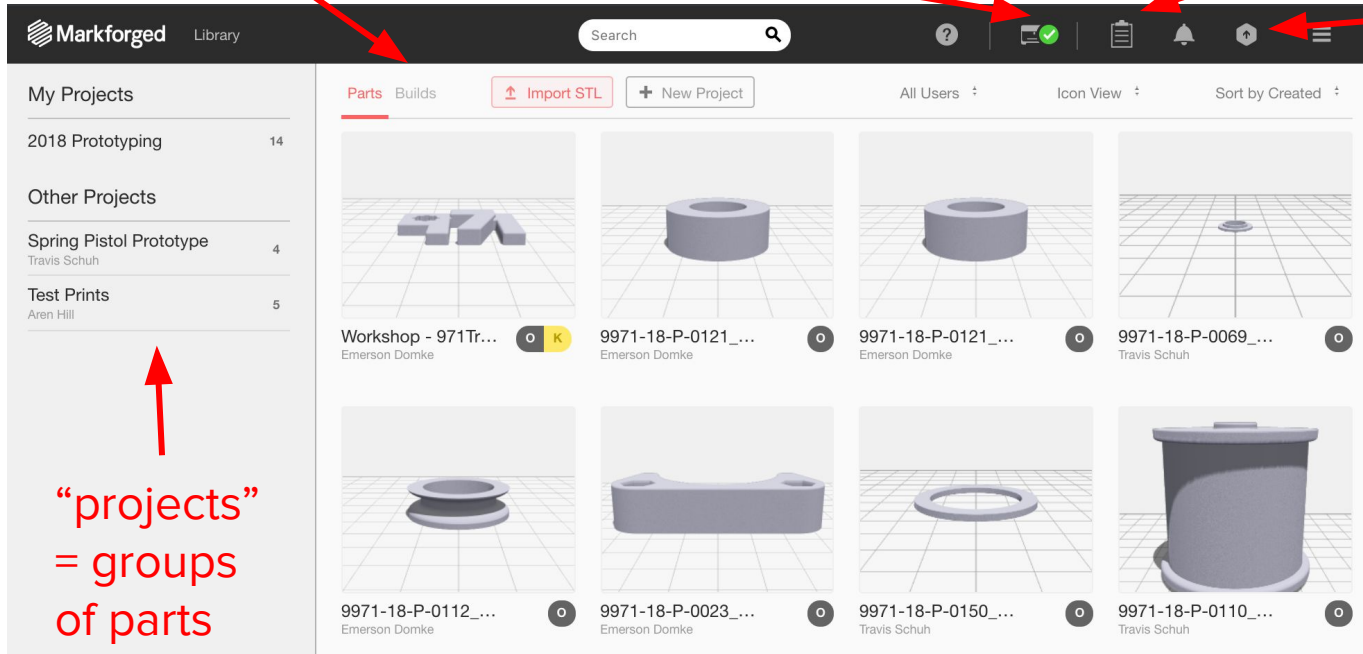 Markforged Library Search
My Projects
2018 Prototyping 14
Other Projects
Spring Pistol Prototype 4
Travis Schuh
Test Prints 5
Aren Hill
“projects”
= groups
of parts
Parts Builds Import STL + New Project All Users Icon View Sort by Created
Workshop - 971Tr... O K
Emerson Domke
9971-18-P-0121_... O
Emerson Domke
9971-18-P-0121_... O
Emerson Domke
9971-18-P-0069_... O
Travis Schuh
9971-18-P-0112_... O
Emerson Domke
9971-18-P-0023_... O
Emerson Domke
9971-18-P-0150_... O
Travis Schuh
9971-18-P-0110_... O
Travis Schuh